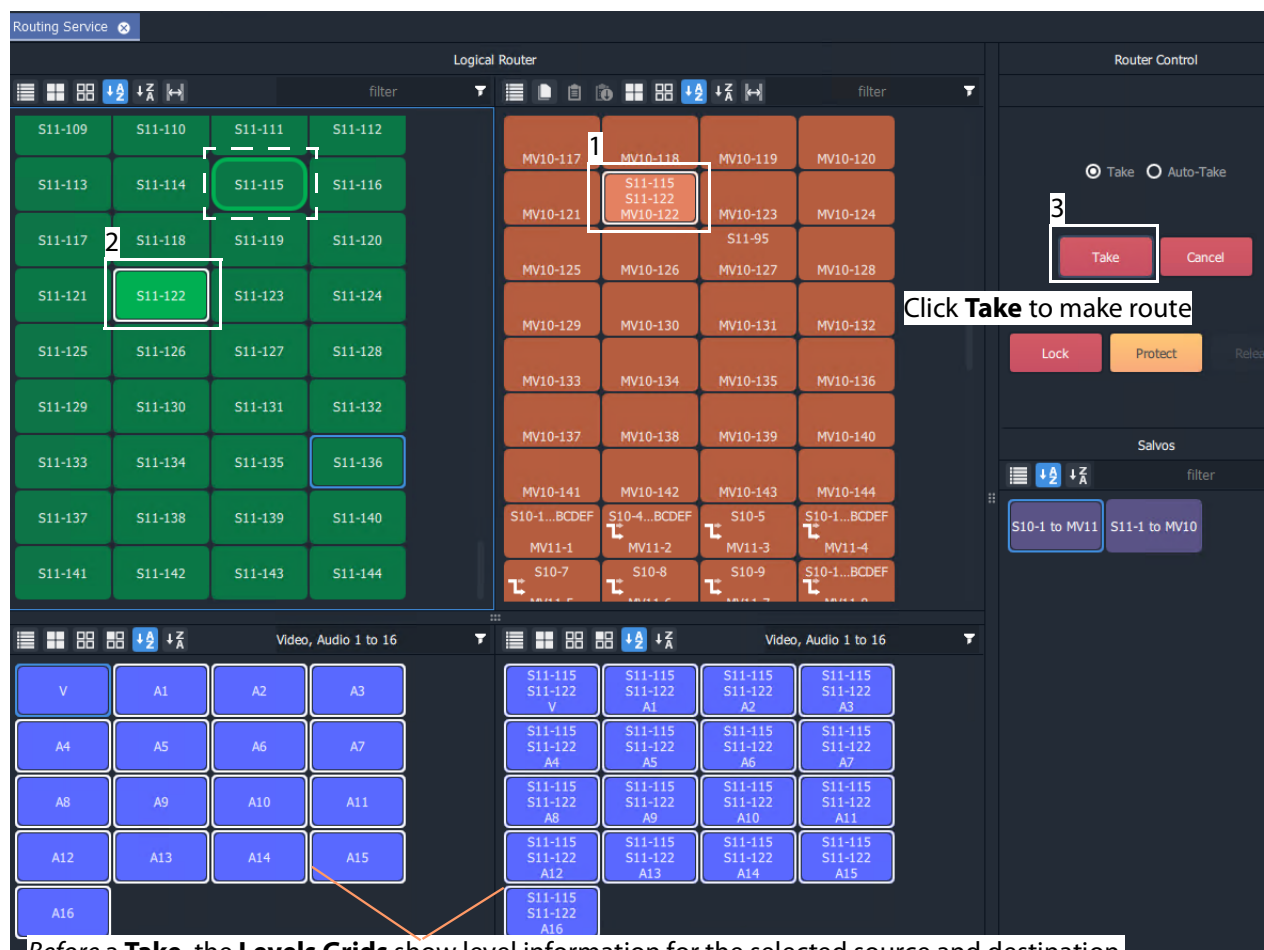 Routing Service
Logical Router
Router Control
filter
filter
S11-109 S11-110 S11-111 S11-112
S11-113 S11-114 S11-115 S11-116
S11-117 S11-118 S11-119 S11-120
2
S11-121 S11-122 S11-123 S11-124
S11-125 S11-126 S11-127 S11-128
S11-129 S11-130 S11-131 S11-132
S11-133 S11-134 S11-135 S11-136
S11-137 S11-138 S11-139 S11-140
S11-141 S11-142 S11-143 S11-144
1
MV10-117 MV10-118 MV10-119 MV10-120
S11-115
S11-122
MV10-121 MV10-122 MV10-123 MV10-124
S11-95
MV10-125 MV10-126 MV10-127 MV10-128
MV10-129 MV10-130 MV10-131 MV10-132
MV10-133 MV10-134 MV10-135 MV10-136
MV10-137 MV10-138 MV10-139 MV10-140
MV10-141 MV10-142 MV10-143 MV10-144
S10-1...BCDEF S10-4...BCDEF S10-5 S10-1...BCDEF
MV11-1 MV11-2 MV11-3 MV11-4
S10-7 S10-8 S10-9 S10-1...BCDEF
Take Auto-Take
3
Take Cancel
Click Take to make route
Lock Protect
Salvos
filter
S10-1 to MV11 S11-1 to MV10
Video, Audio 1 to 16
V A1 A2 A3
A4 A5 A6 A7
A8 A9 A10 A11
A12 A13 A14 A15
A16
Video, Audio 1 to 16
S11-115 S11-115 S11-115 S11-115
S11-122 S11-122 S11-122 S11-122
V A1 A2 A3
S11-115 S11-115 S11-115 S11-115
S11-122 S11-122 S11-122 S11-122
A4 A5 A6 A7
S11-115 S11-115 S11-115 S11-115
S11-122 S11-122 S11-122 S11-122
A8 A9 A10 A11
S11-115 S11-115 S11-115 S11-115
S11-122 S11-122 S11-122 S11-122
A12 A13 A14 A15
S11-115
S11-122
A16
Before a Take, the Levels Grids show level information for the selected source and destination